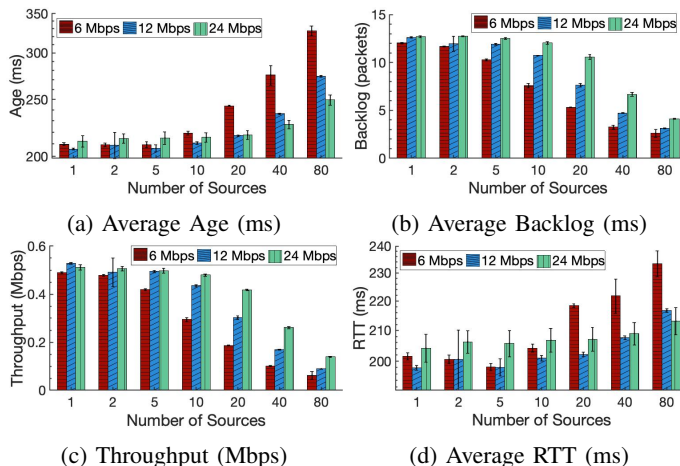 350
300
250
200
Age (ms)
6 Mbps 12 Mbps 24 Mbps
1 2 5 10 20 40 80
Number of Sources
(a) Average Age (ms)
15
10
5
0
Backlog (packets)
6 Mbps 12 Mbps 24 Mbps
1 2 5 10 20 40 80
Number of Sources
(b) Average Backlog (ms)
0.6
0.4
0.2
0
Throughput (Mbps)
6 Mbps 12 Mbps 24 Mbps
1 2 5 10 20 40 80
Number of Sources
(c) Throughput (Mbps)
240
230
220
210
200
RTT (ms)
6 Mbps 12 Mbps 24 Mbps
1 2 5 10 20 40 80
Number of Sources
(d) Average RTT (ms)